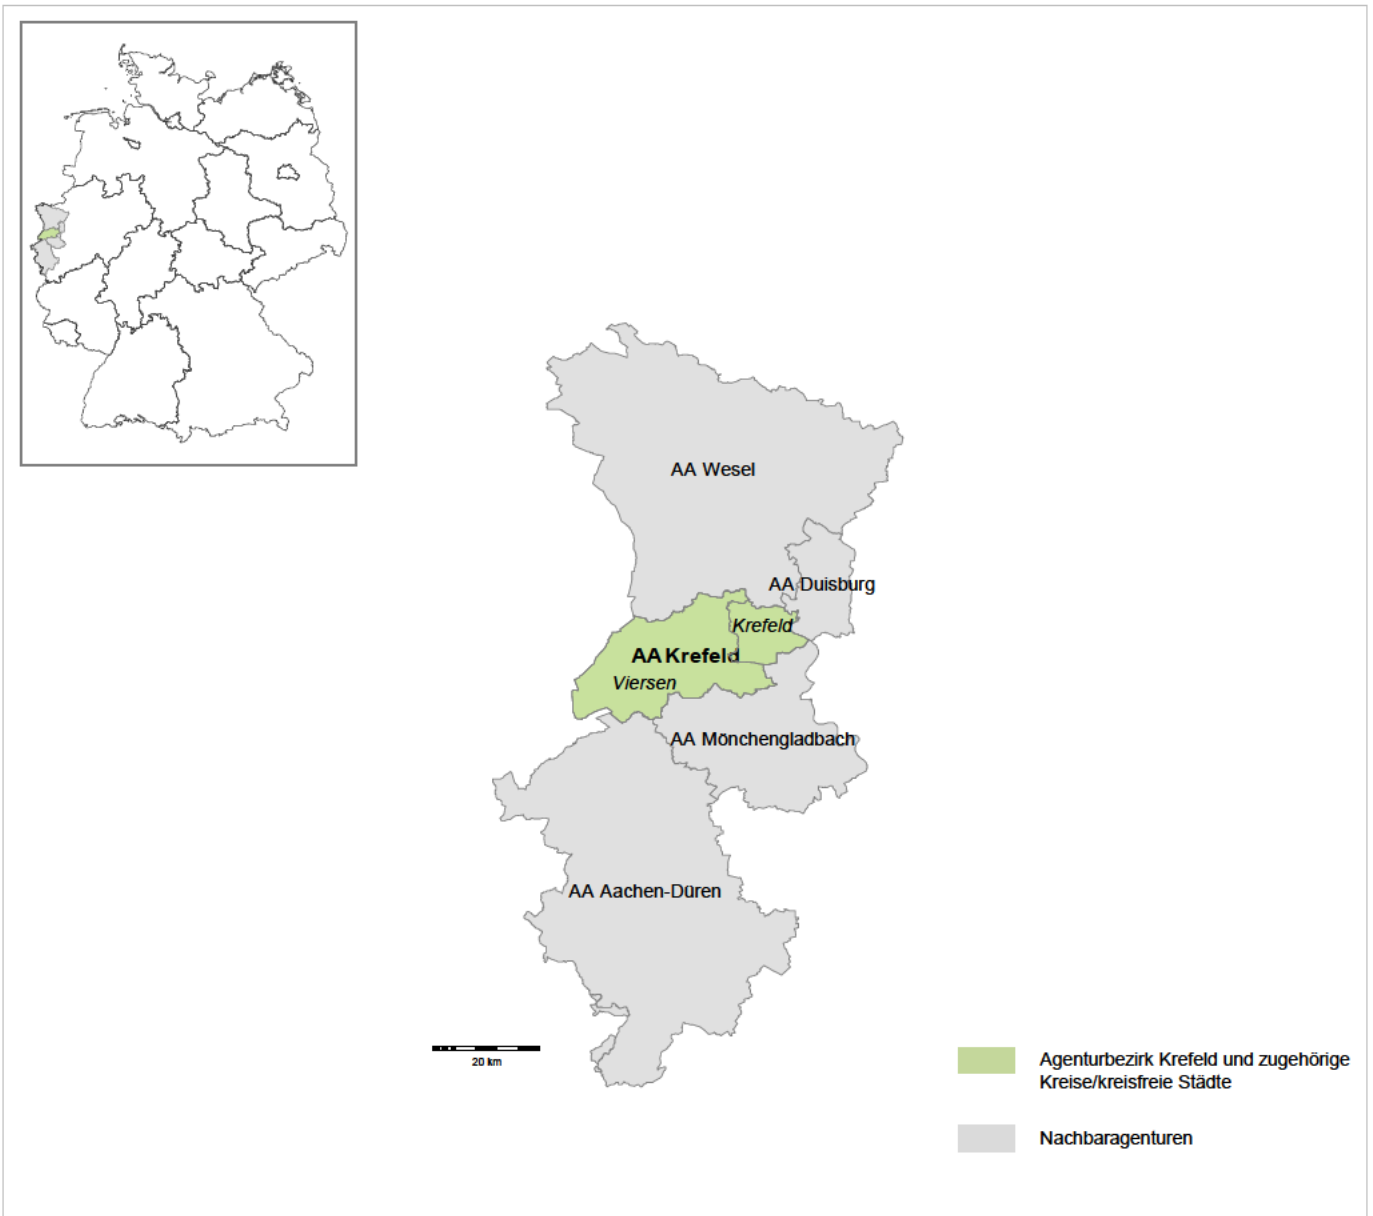 AA Wesel
AA Duisburg
Krefeld
AA Krefeld
Viersen
AA Mönchengladbach
AA Aachen-Düren
20 km
Agenturbezirk Krefeld und zugehörige
Kreise/kreisfreie Städte
Nachbaragenturen